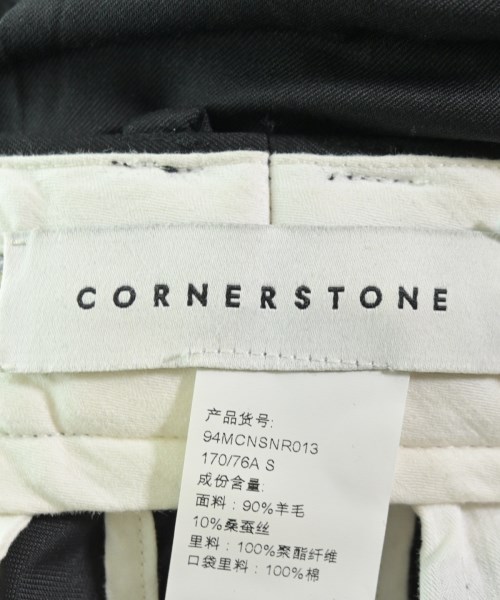 CORNERSTONE
产品货号:
94MCNSNR013
170/76A S
成份含量:
面料：90%羊毛
10%桑蚕丝
里料：100%聚酯纤维
口袋里料：100%棉